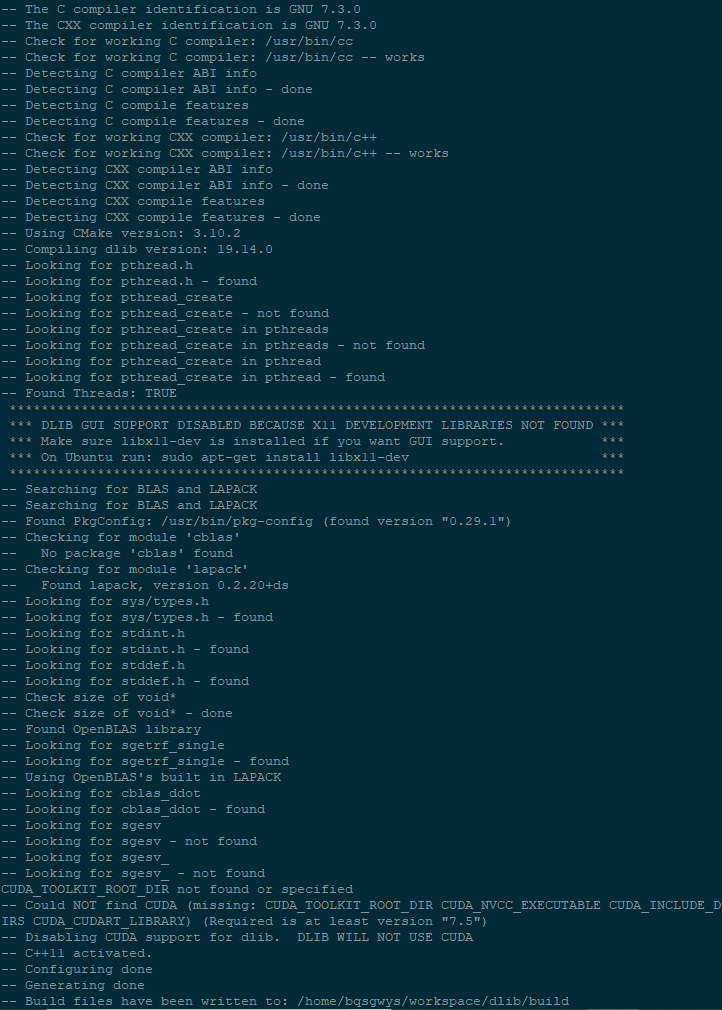 -- The C compiler identification is GNU 7.3.0
-- The CXX compiler identification is GNU 7.3.0
-- Check for working C compiler: /usr/bin/cc
-- Check for working C compiler: /usr/bin/cc -- works
-- Detecting C compiler ABI info
-- Detecting C compiler ABI info - done
-- Detecting C compile features
-- Detecting C compile features - done
-- Check for working CXX compiler: /usr/bin/c++
-- Check for working CXX compiler: /usr/bin/c++ -- works
-- Detecting CXX compiler ABI info
-- Detecting CXX compiler ABI info - done
-- Detecting CXX compile features
-- Detecting CXX compile features - done
-- Using CMake version: 3.10.2
-- Compiling dlib version: 19.14.0
-- Looking for pthread.h
-- Looking for pthread.h - found
-- Looking for pthread_create
-- Looking for pthread_create - not found
-- Looking for pthread_create in pthreads
-- Looking for pthread_create in pthreads - not found
-- Looking for pthread_create in pthread
-- Looking for pthread_create in pthread - found
-- Found Threads: TRUE
 *****************************************************************************
 *** DLIB GUI SUPPORT DISABLED BECAUSE X11 DEVELOPMENT LIBRARIES NOT FOUND ***
 *** Make sure libx11-dev is installed if you want GUI support.            ***
 *** On Ubuntu run: sudo apt-get install libx11-dev                        ***
 *****************************************************************************
-- Searching for BLAS and LAPACK
-- Searching for BLAS and LAPACK
-- Found PkgConfig: /usr/bin/pkg-config (found version "0.29.1")
-- Checking for module 'cblas'
--   No package 'cblas' found
-- Checking for module 'lapack'
--   Found lapack, version 0.2.20+ds
-- Looking for sys/types.h
-- Looking for sys/types.h - found
-- Looking for stdint.h
-- Looking for stdint.h - found
-- Looking for stddef.h
-- Looking for stddef.h - found
-- Check size of void*
-- Check size of void* - done
-- Found OpenBLAS library
-- Looking for sgetrf_single
-- Looking for sgetrf_single - found
-- Using OpenBLAS's built in LAPACK
-- Looking for cblas_ddot
-- Looking for cblas_ddot - found
-- Looking for sgesv
-- Looking for sgesv - not found
-- Looking for sgesv_
-- Looking for sgesv_ - not found
CUDA_TOOLKIT_ROOT_DIR not found or specified
-- Could NOT find CUDA (missing: CUDA_TOOLKIT_ROOT_DIR CUDA_NVCC_EXECUTABLE CUDA_INCLUDE_D
IRS CUDA_CUDART_LIBRARY) (Required is at least version "7.5")
-- Disabling CUDA support for dlib.  DLIB WILL NOT USE CUDA
-- C++11 activated.
-- Configuring done
-- Generating done
-- Build files have been written to: /home/bqsgwys/workspace/dlib/build